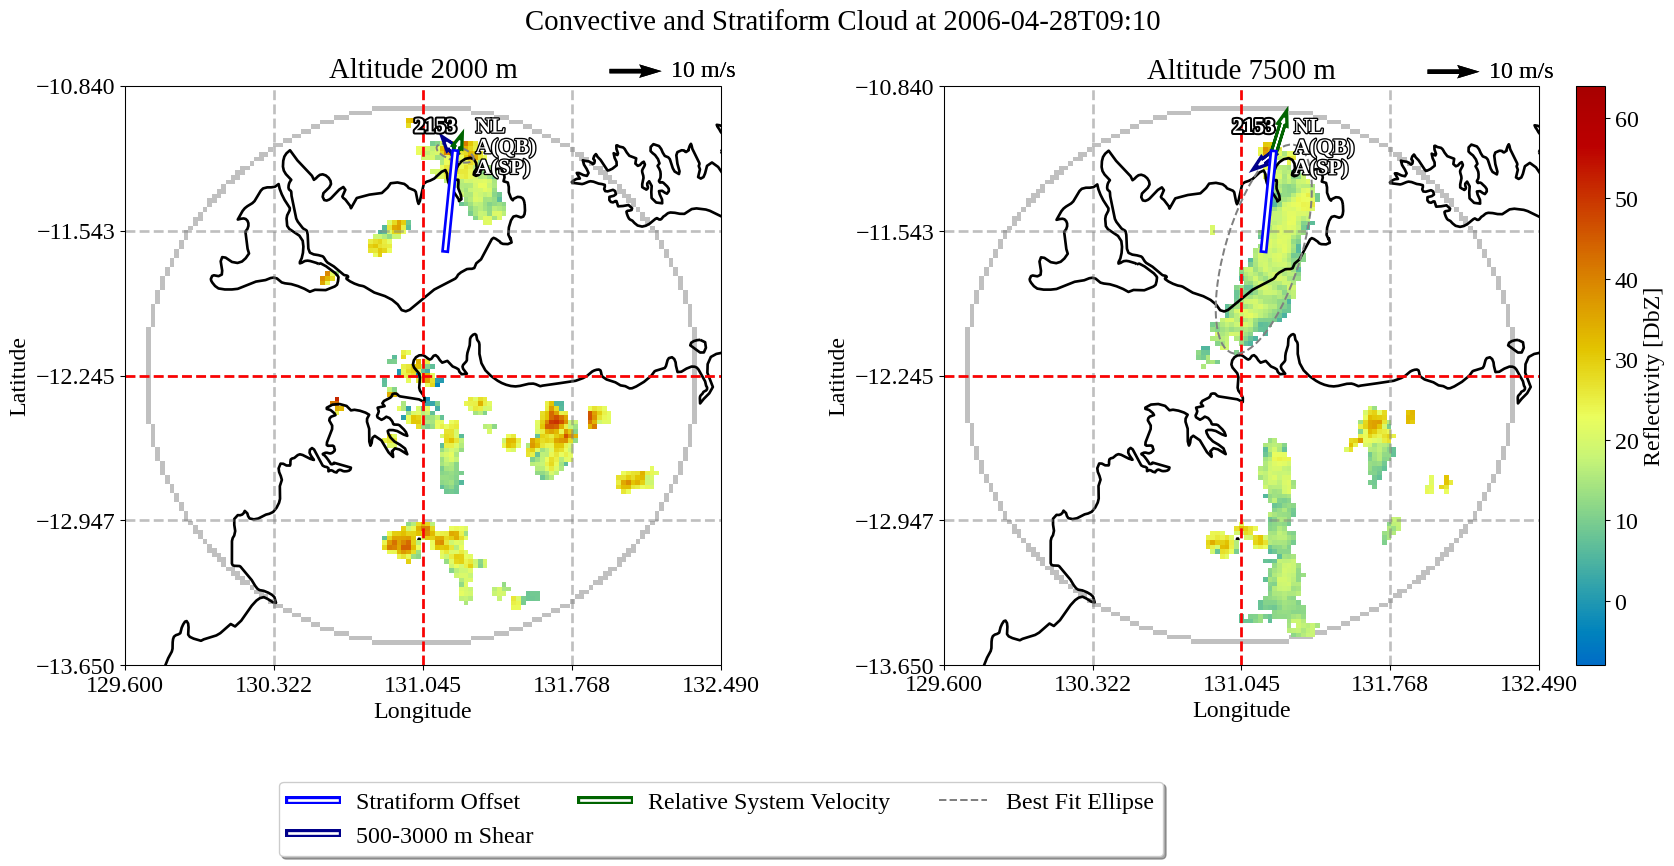 Convective and Stratiform Cloud at 2006-04-28T09:10
Altitude 2000 m
10 m/s
−10.840
−11.543
−12.245
−12.947
−13.650
129.600
130.322
131.045
131.768
132.490
Latitude
Longitude
2153
NL
A(QB)
A(SP)
Altitude 7500 m
10 m/s
−10.840
−11.543
−12.245
−12.947
−13.650
129.600
130.322
131.045
131.768
132.490
Latitude
Longitude
2153
NL
A(QB)
A(SP)
60
50
40
30
20
10
0
Reflectivity [DbZ]
Stratiform Offset
500-3000 m Shear
Relative System Velocity
Best Fit Ellipse